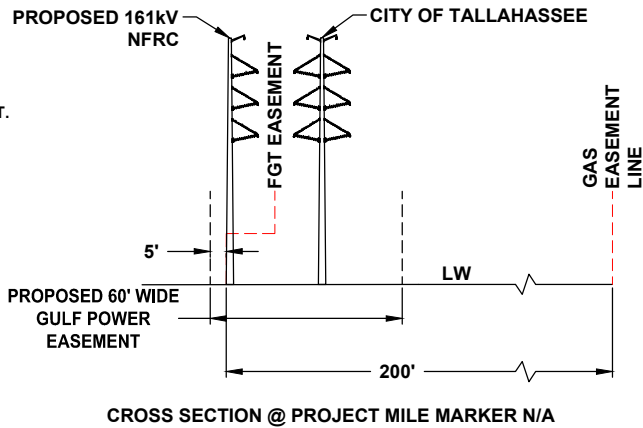 PROPOSED 161kV
NFRC
CITY OF TALLAHASSEE
T.
FGT EASEMENT
GAS
EASEMENT
LINE
5'
LW
PROPOSED 60' WIDE
GULF POWER
EASEMENT
200'
CROSS SECTION @ PROJECT MILE MARKER N/A